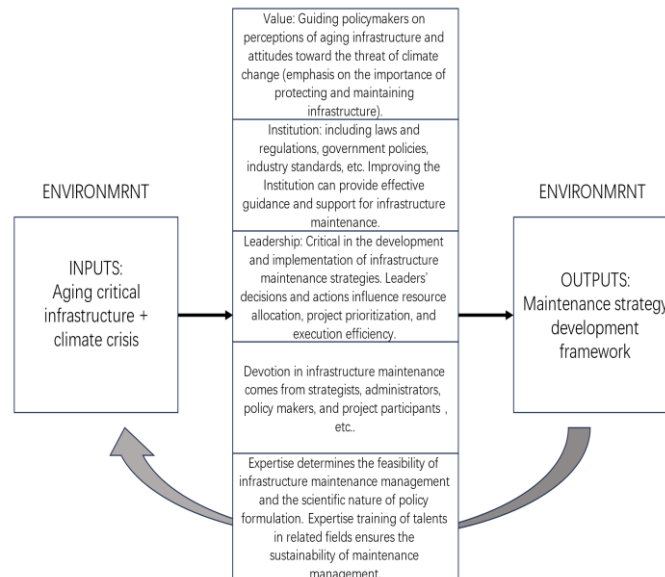 Value: Guiding policymakers on
perceptions of aging infrastructure and
attitudes toward the threat of climate
change (emphasis on the importance of
protecting and maintaining
infrastructure).
Institution: including laws and
regulations, government policies,
industry standards, etc. Improving the
Institution can provide effective
guidance and support for infrastructure
maintenance.
ENVIRONMRNT
INPUTS:
Aging critical
infrastructure +
climate crisis
Leadership: Critical in the development
and implementation of infrastructure
maintenance strategies. Leaders'
decisions and actions influence resource
allocation, project prioritization, and
execution efficiency.
ENVIRONMRNT
OUTPUTS:
Maintenance strategy
development
framework
Devotion in infrastructure maintenance
comes from strategists, administrators,
policy makers, and project participants ,
etc..
Expertise determines the feasibility of
infrastructure maintenance management
and the scientific nature of policy
formulation. Expertise training of talents
in related fields ensures the
sustainability of maintenance
management.